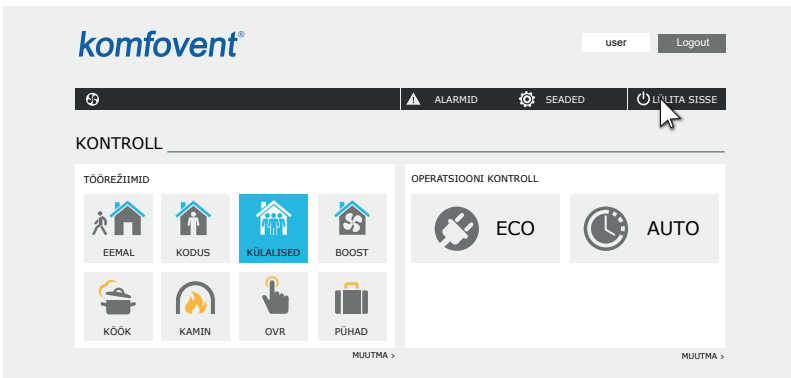 komfovent®
user
Logout
ALARMID
SEADED
LÜLITA SISSE
KONTROLL
TÖÖREŽIIMID
EEMAL
KODUS
KÜLALISED
BOOST
KÖÖK
KAMIN
OVR
PÜHAD
MUUTMA >
OPERATSIOONI KONTROLL
ECO
AUTO
MUUTMA >